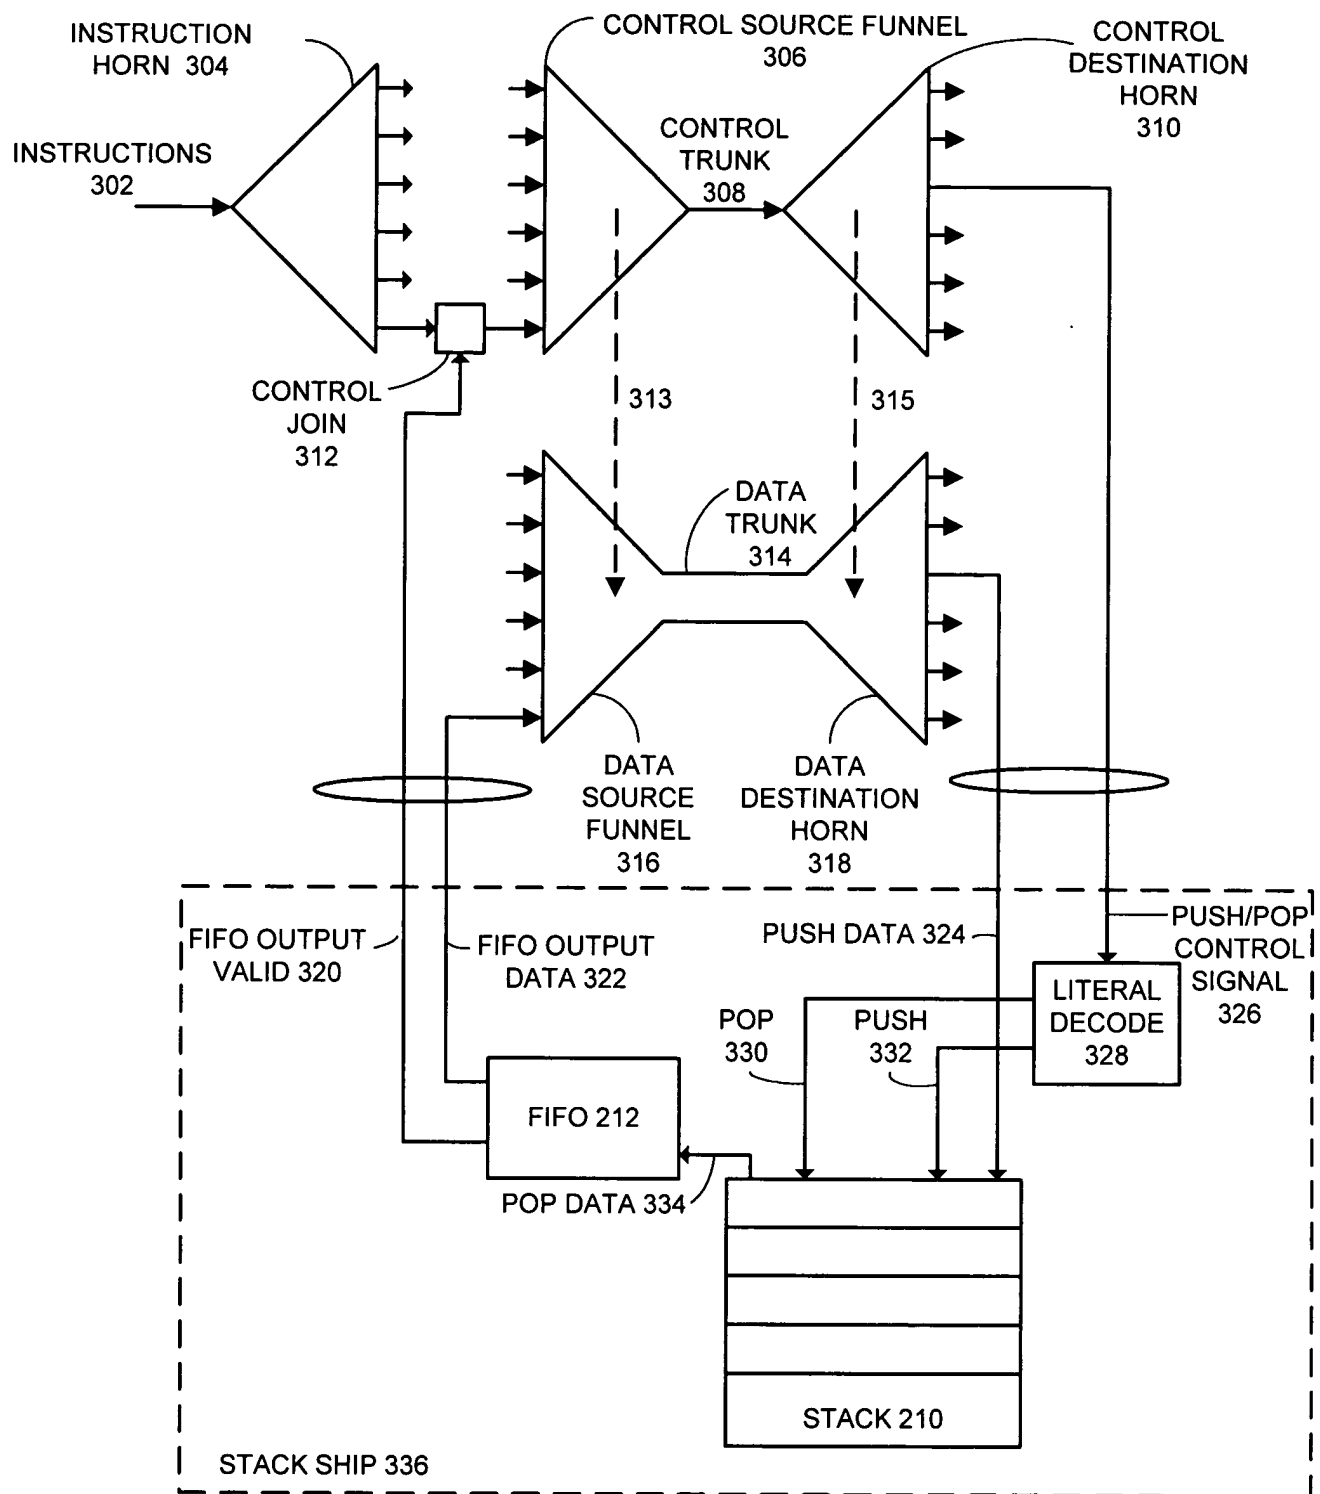 INSTRUCTION
HORN 304
CONTROL SOURCE FUNNEL
306
CONTROL
DESTINATION
HORN
310
INSTRUCTIONS
302
CONTROL
TRUNK
308
CONTROL
JOIN
312
313
315
DATA
TRUNK
314
DATA
SOURCE
FUNNEL
316
DATA
DESTINATION
HORN
318
FIFO OUTPUT
VALID 320
FIFO OUTPUT
DATA 322
PUSH DATA 324
PUSH/POP
CONTROL
SIGNAL
326
LITERAL
DECODE
328
POP
330
PUSH
332
FIFO 212
POP DATA 334
STACK 210
STACK SHIP 336